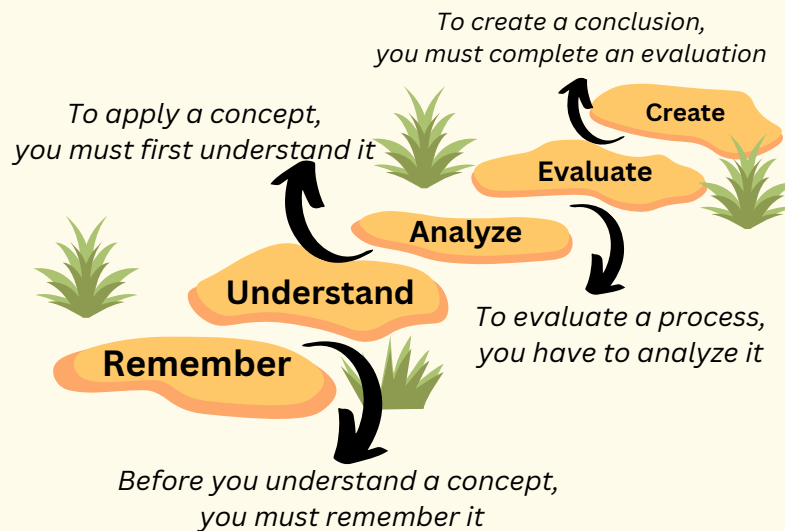 To create a conclusion,
you must complete an evaluation
Create
To apply a concept,
you must first understand it
Evaluate
Analyze
Understand
To evaluate a process,
you have to analyze it
Remember
Before you understand a concept,
you must remember it